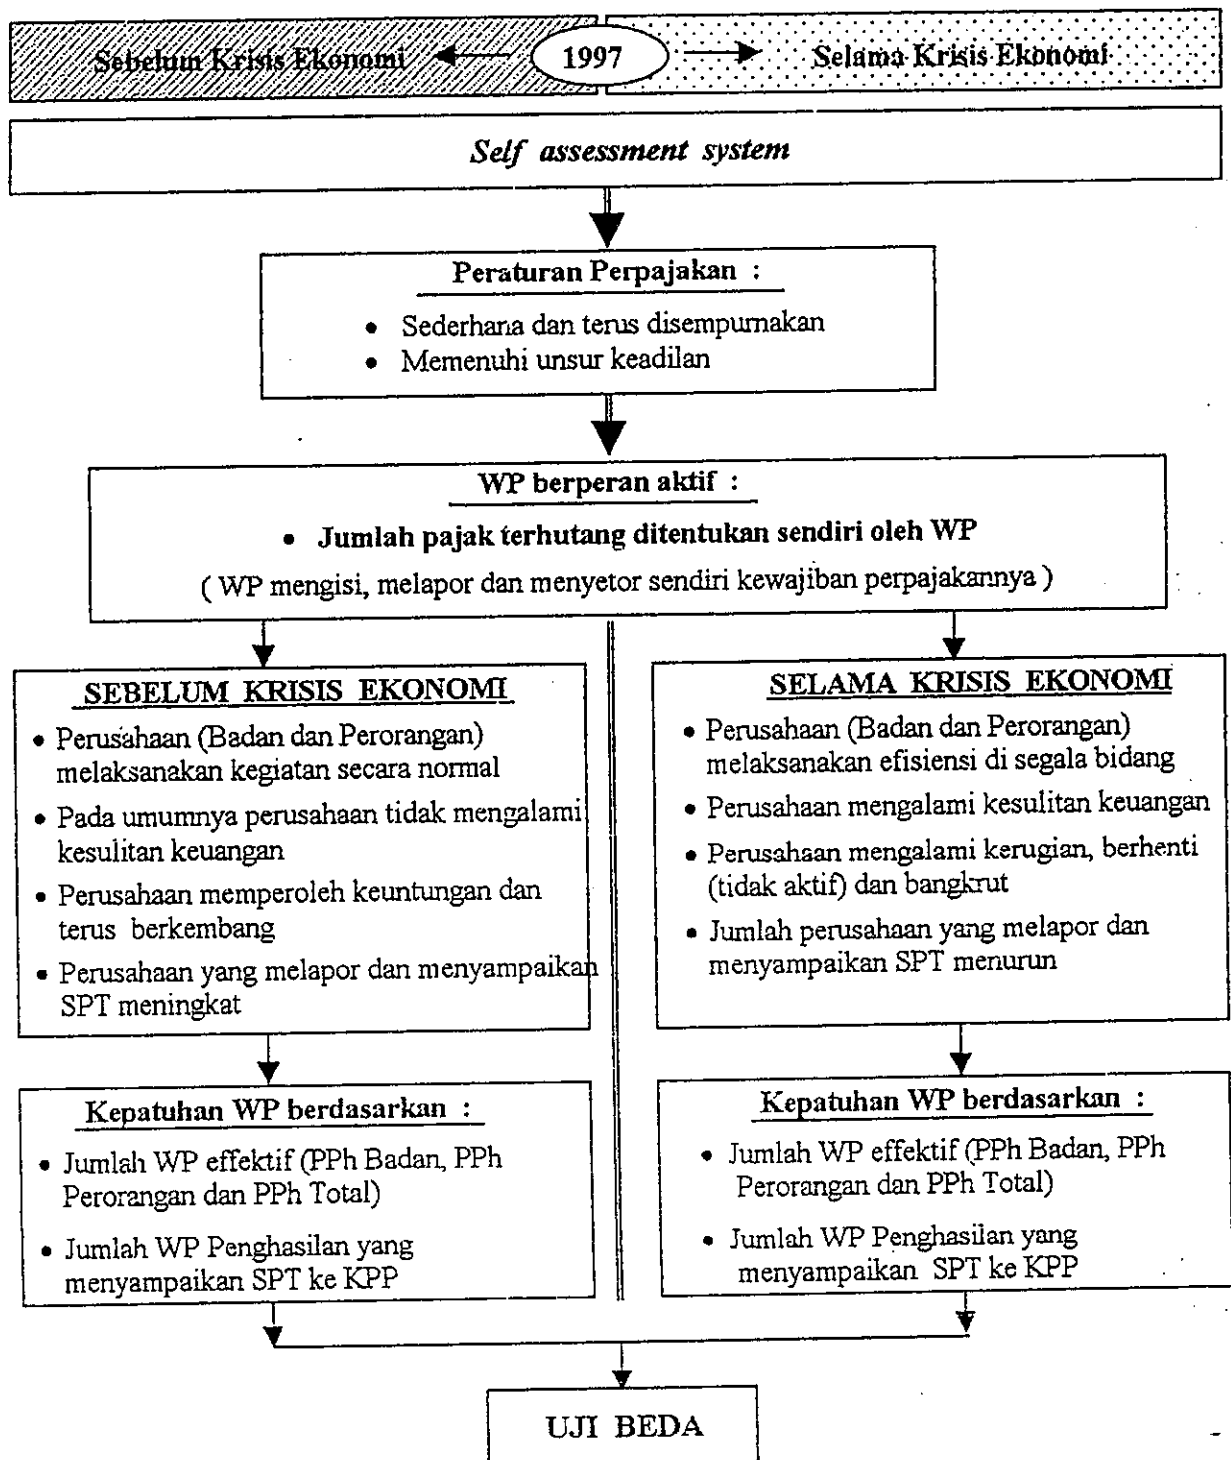 Sebelum Krisis Ekonomi
1997
Selama Krisis Ekonomi
Self assessment system
Peraturan Perpajakan :
• Sederhana dan terus disempurnakan
• Memenuhi unsur keadilan
WP berperan aktif :
• Jumlah pajak terhutang ditentukan sendiri oleh WP
( WP mengisi, melapor dan menyetor sendiri kewajiban perpajakannya )
SEBELUM KRISIS EKONOMI
• Perusahaan (Badan dan Perorangan)
melaksanakan kegiatan secara normal
• Pada umumnya perusahaan tidak mengalami
kesulitan keuangan
• Perusahaan memperoleh keuntungan dan
terus berkembang
• Perusahaan yang melapor dan menyampaikan
SPT meningkat
SELAMA KRISIS EKONOMI
• Perusahaan (Badan dan Perorangan)
melaksanakan efisiensi di segala bidang
• Perusahaan mengalami kesulitan keuangan
• Perusahaan mengalami kerugian, berhenti
(tidak aktif) dan bangkrut
• Jumlah perusahaan yang melapor dan
menyampaikan SPT menurun
Kepatuhan WP berdasarkan :
• Jumlah WP effektif (PPh Badan, PPh
Perorangan dan PPh Total)
• Jumlah WP Penghasilan yang
menyampaikan SPT ke KPP
Kepatuhan WP berdasarkan :
• Jumlah WP effektif (PPh Badan, PPh
Perorangan dan PPh Total)
• Jumlah WP Penghasilan yang
menyampaikan SPT ke KPP
UJI BEDA